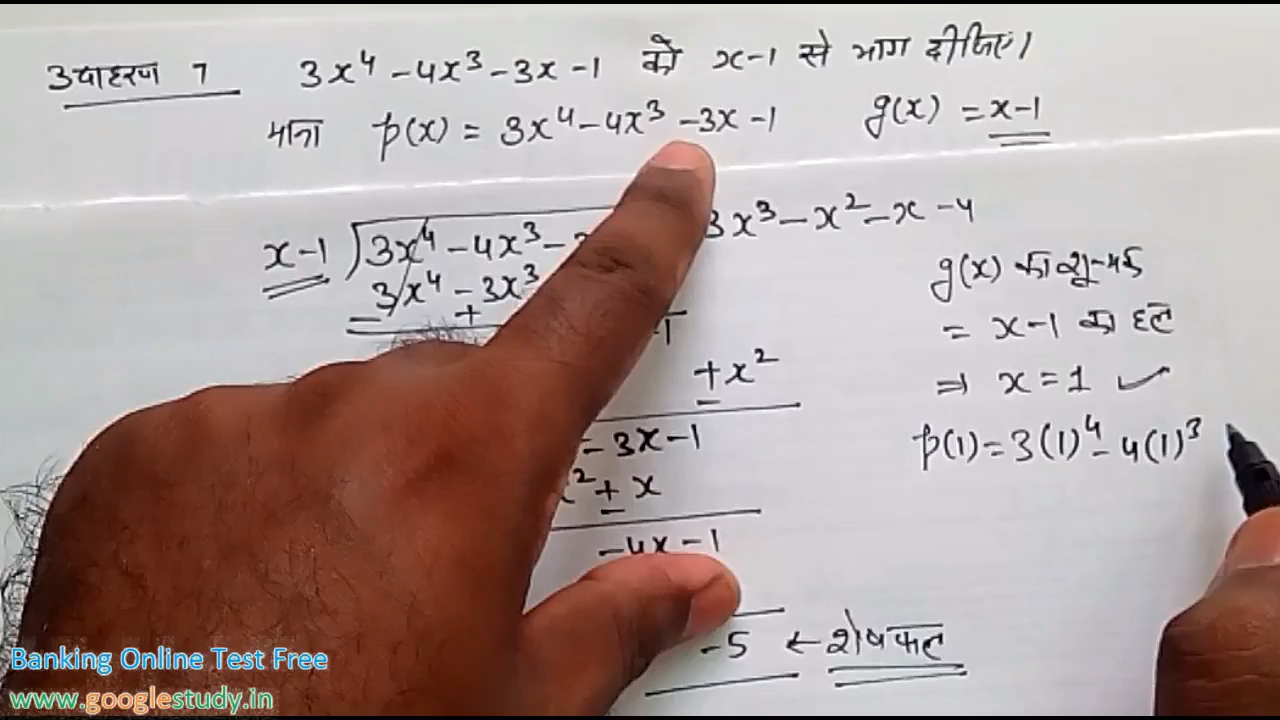 उदाहरण 7 3x⁴ - 4x³ - 3x - 1 को x - 1 से भाग दीजिए।
माना p(x) = 3x⁴ - 4x³ - 3x - 1 g(x) = x - 1
x - 1 ) 3x⁴ - 4x³ - 3x³ - x² - x - 4
3x⁴ - 3x³
- +
-1
+ x²
-
- 3x - 1
² + x
-
- 4x - 1
- 5 ← शेषफल
g(x) का शून्यक
= x - 1 का हल
⇒ x = 1 ✓
p(1) = 3(1)⁴ - 4(1)³
Banking Online Test Free
www.googlestudy.in